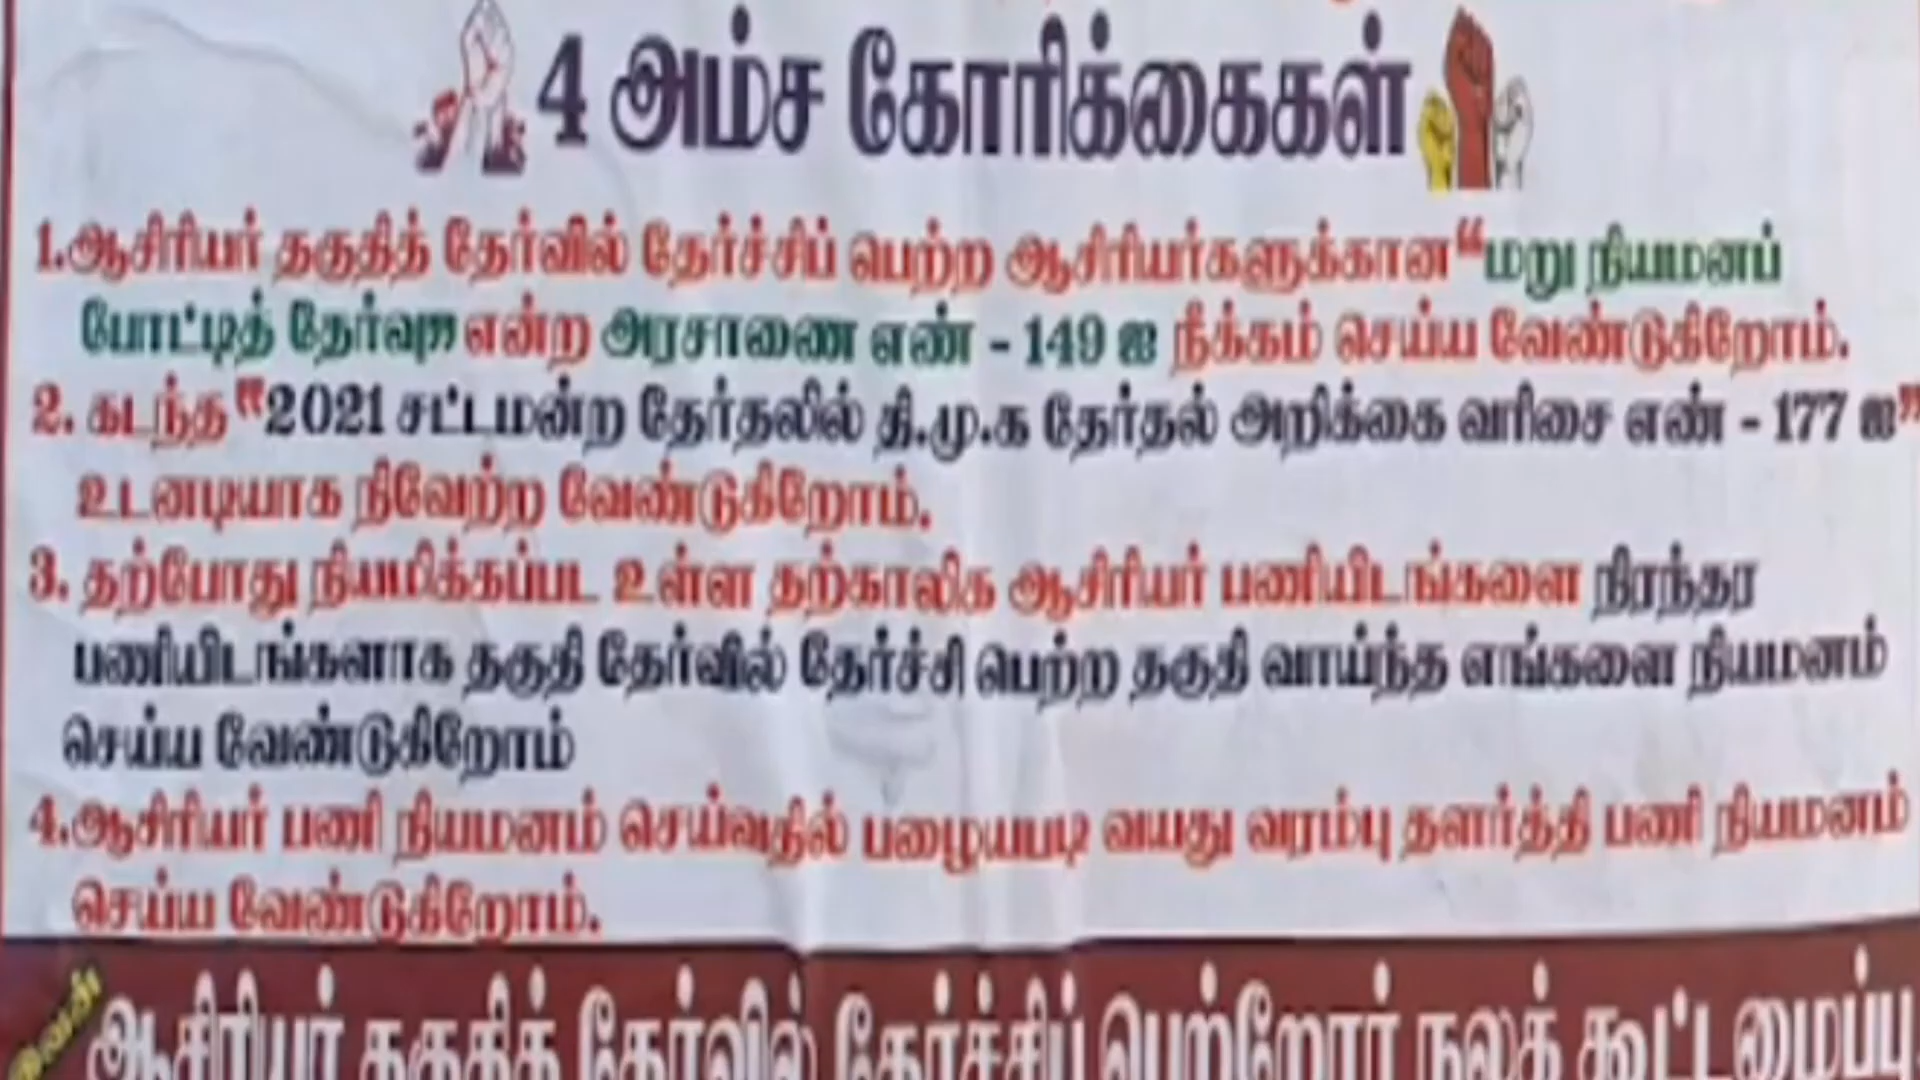 4 அம்ச கோரிக்கைகள்
1.ஆசிரியர் தகுதித் தேர்வில் தேர்ச்சிப் பெற்ற ஆசிரியர்களுக்கான “மறு நியமனப்
போட்டித் தேர்வு” என்ற அரசாணை எண் - 149 ஐ நீக்கம் செய்ய வேண்டுகிறோம்.
2. கடந்த “2021 சட்டமன்ற தேர்தலில் தி.மு.க தேர்தல் அறிக்கை வரிசை எண் - 177 ஐ”
உடனடியாக நிவேற்ற வேண்டுகிறோம்.
3. தற்போது நியமிக்கப்பட உள்ள தற்காலிக ஆசிரியர் பணியிடங்களை நிரந்தர
பணியிடங்களாக தகுதி தேர்வில் தேர்ச்சி பெற்ற தகுதி வாய்ந்த எங்களை நியமனம்
செய்ய வேண்டுகிறோம்
4.ஆசிரியர் பணி நியமனம் செய்வதில் பழையபடி வயது வரம்பு தளர்த்தி பணி நியமனம்
செய்ய வேண்டுகிறோம்.
ஆசிரியர் தகுதித் தேர்வில் தேர்ச்சிப் பெற்றோர் நலத் கூட்டமைப்பு